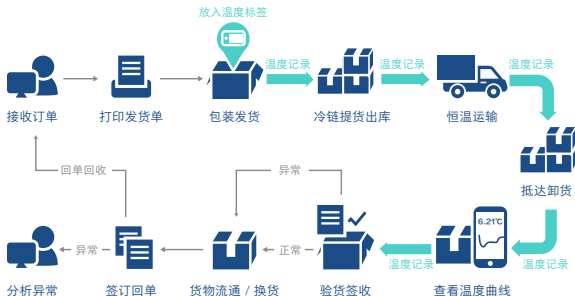 放入温度标签
温度记录
温度记录
温度记录
接收订单
打印发货单
包装发货
冷链提货出库
恒温运输
回单回收
异常
抵达卸货
6.21℃
异常
正常
温度记录
温度记录
分析异常
签订回单
货物流通 / 换货
验货签收
查看温度曲线